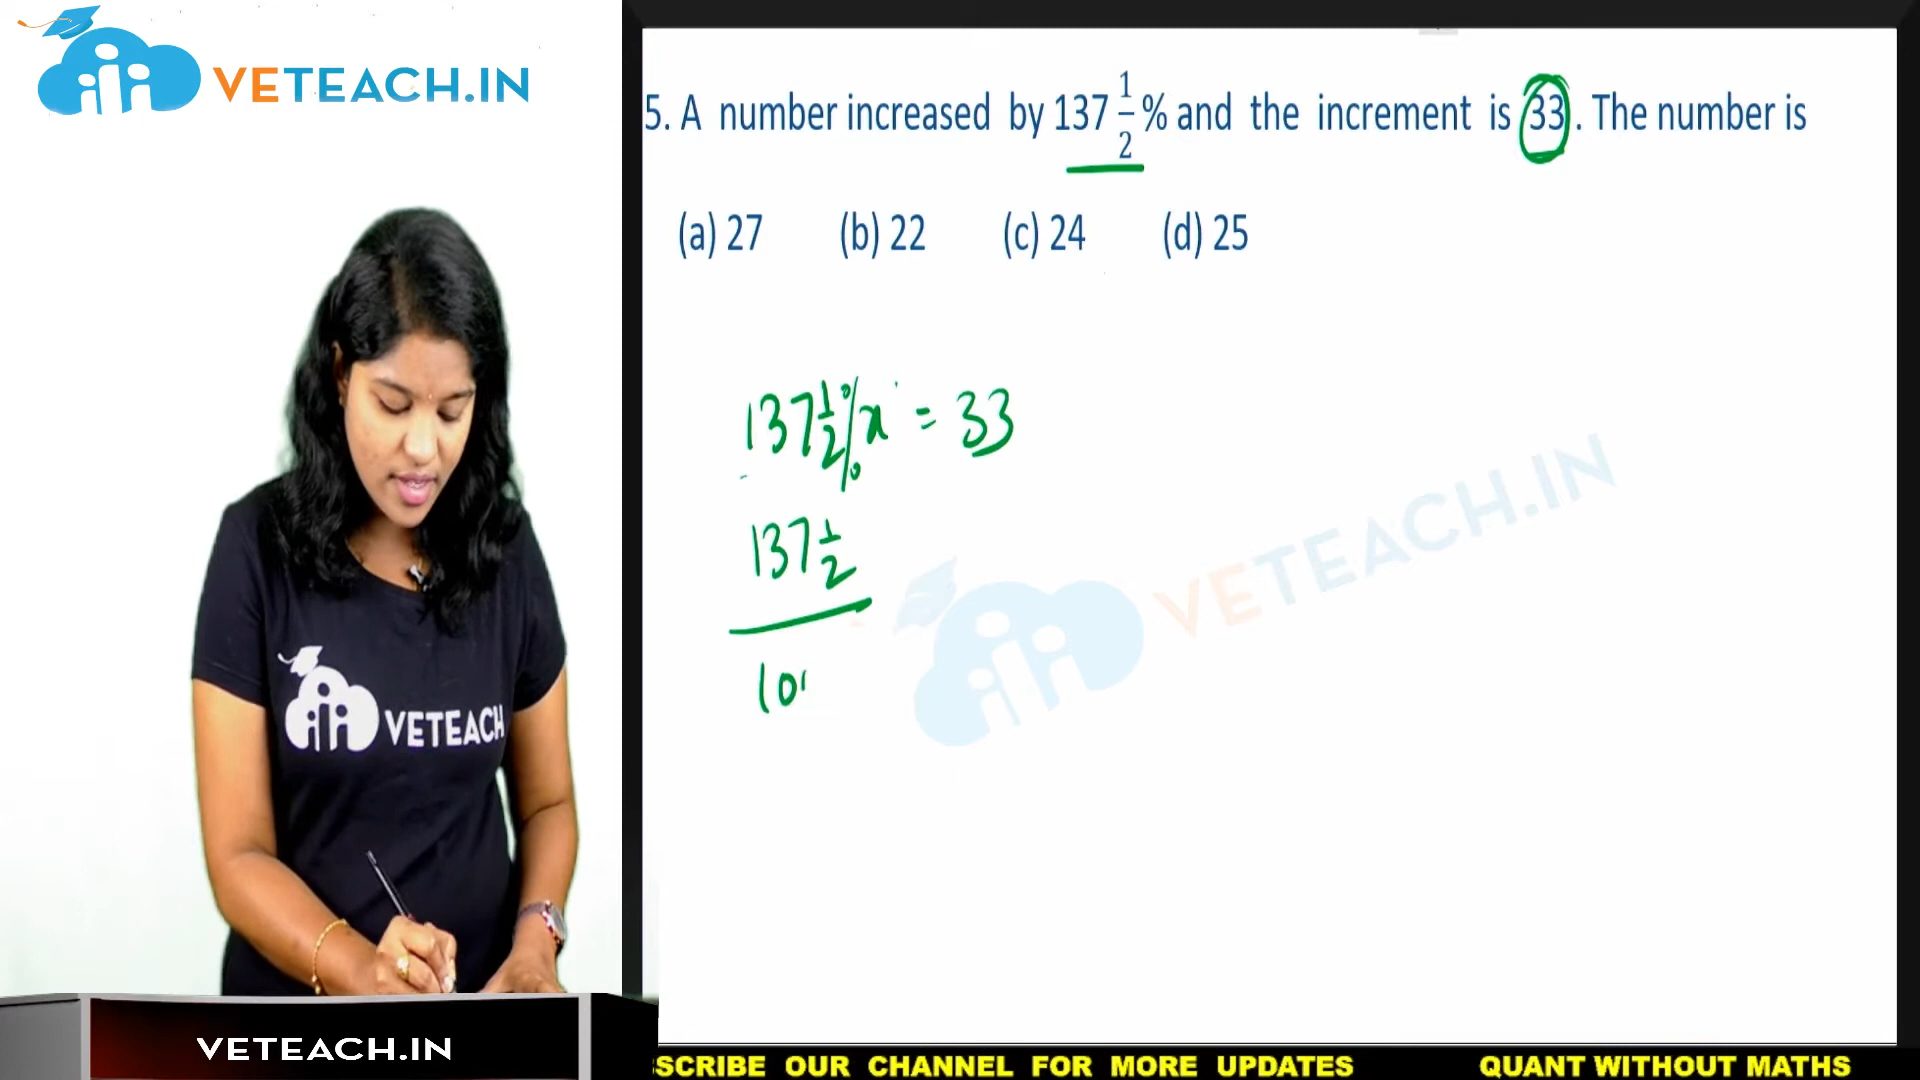 VETEACH.IN
5. A number increased by 137 1/2 % and the increment is 33 . The number is
(a) 27 (b) 22 (c) 24 (d) 25
137 1/2 % x = 33
137 1/2
10
VETEACH.IN
VETEACH
VETEACH.IN
SCRIBE OUR CHANNEL FOR MORE UPDATES QUANT WITHOUT MATHS